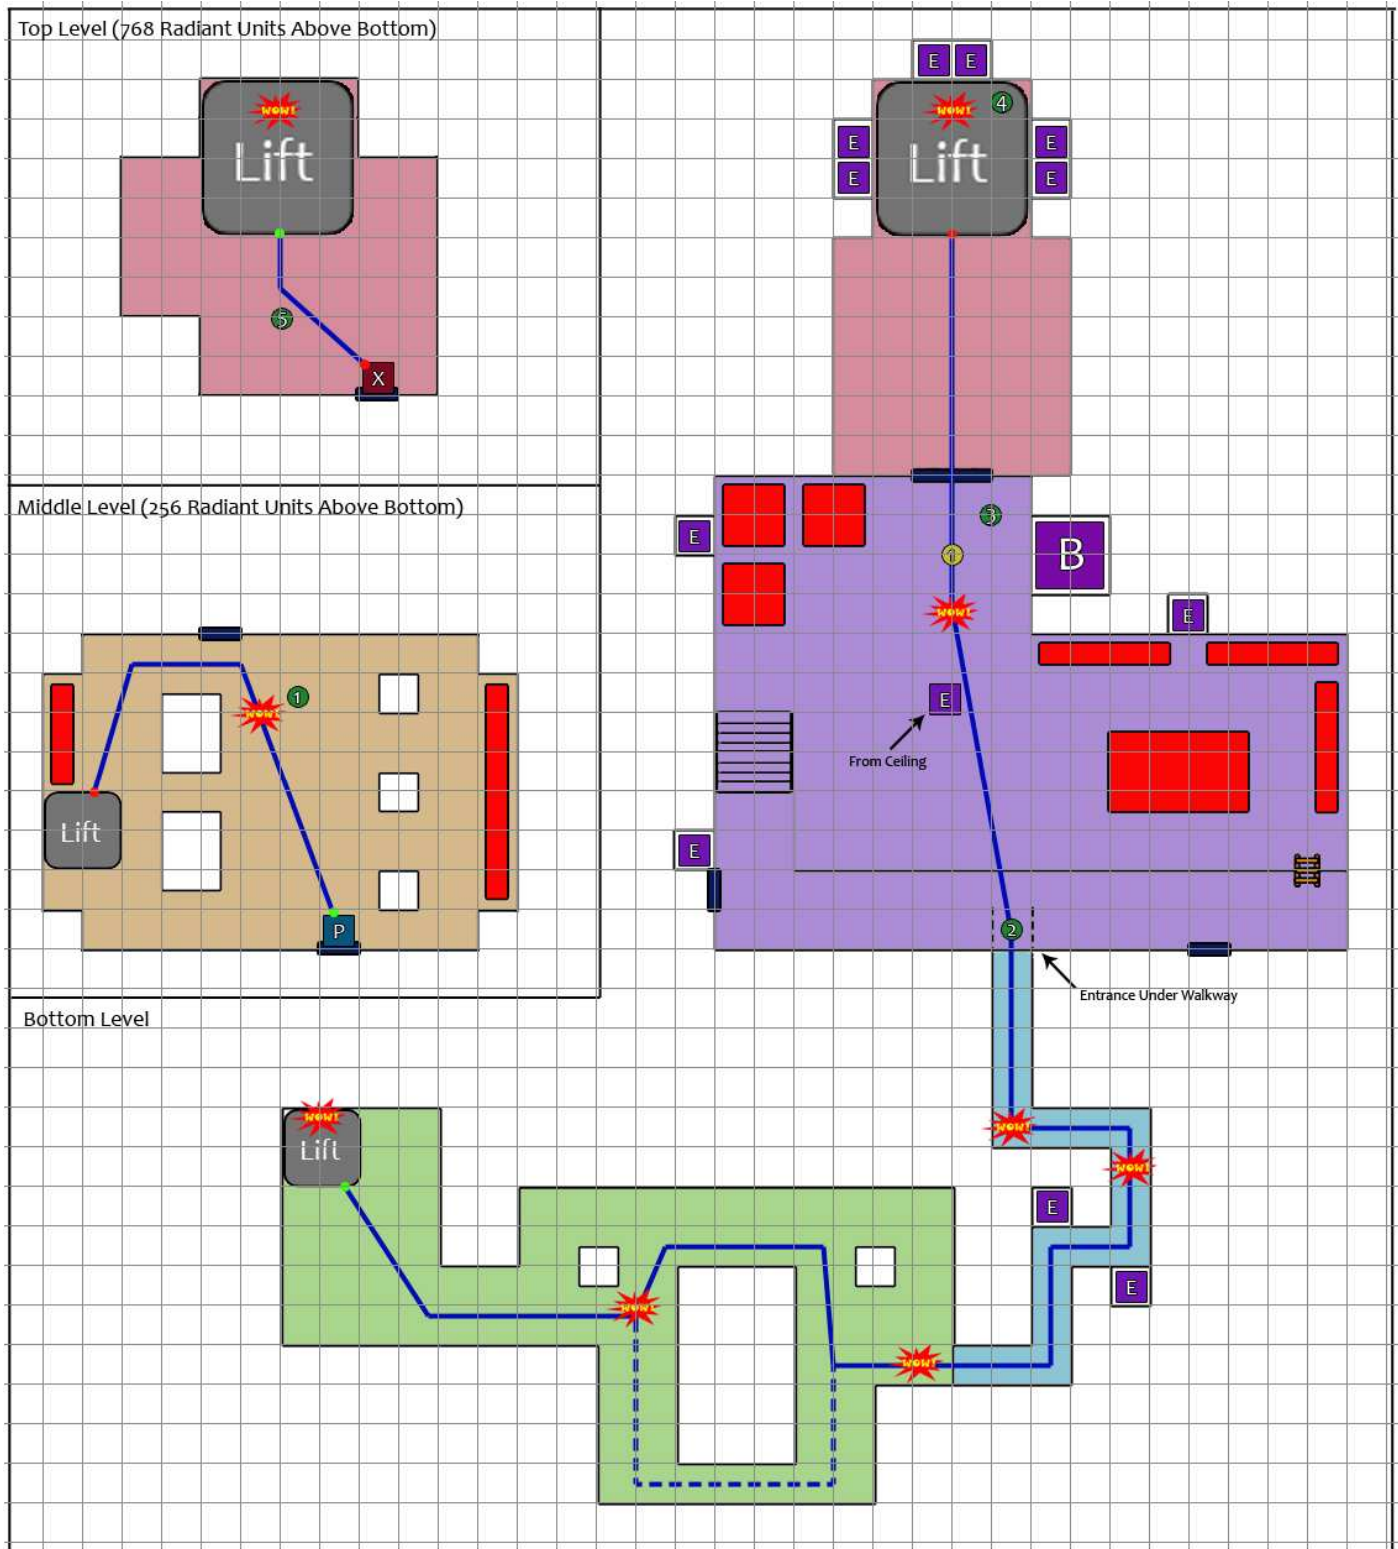 Top Level (768 Radiant Units Above Bottom)
WOW!
Lift
5
X
E E
WOW! 4
Lift
E
E
E
E
Middle Level (256 Radiant Units Above Bottom)
1
WOW!
Lift
P
E
3
1
B
WOW!
E
E
From Ceiling
E
2
Entrance Under Walkway
Bottom Level
WOW!
Lift
WOW!
WOW!
E
E
WOW!
WOW!